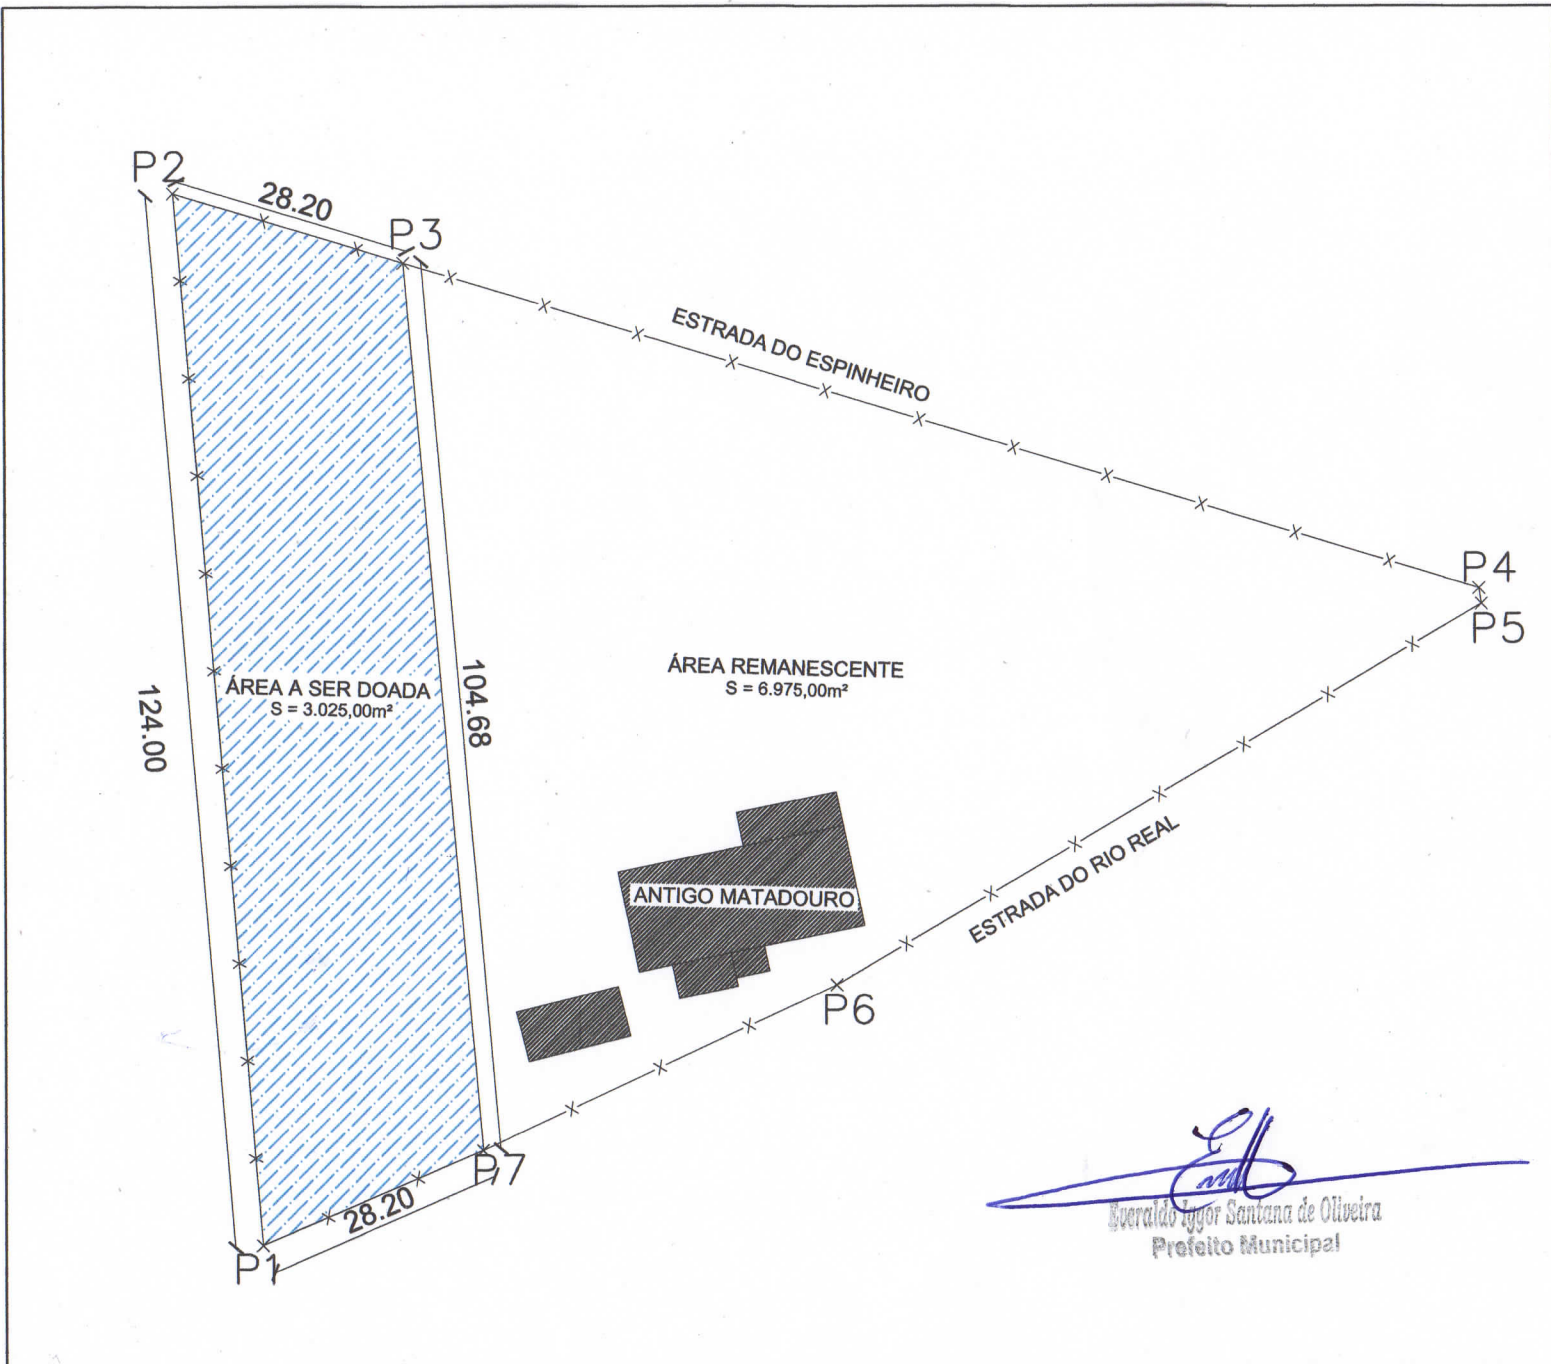 P2
28.20
P3
ESTRADA DO ESPINHEIRO
P4
P5
124.00
ÁREA A SER DOADA
S = 3.025,00m²
104.68
ÁREA REMANESCENTE
S = 6.975,00m²
ANTIGO MATADOURO
ESTRADA DO RIO REAL
P6
P7
28.20
P1
Everaldo Iggor Santana de Oliveira
Prefeito Municipal